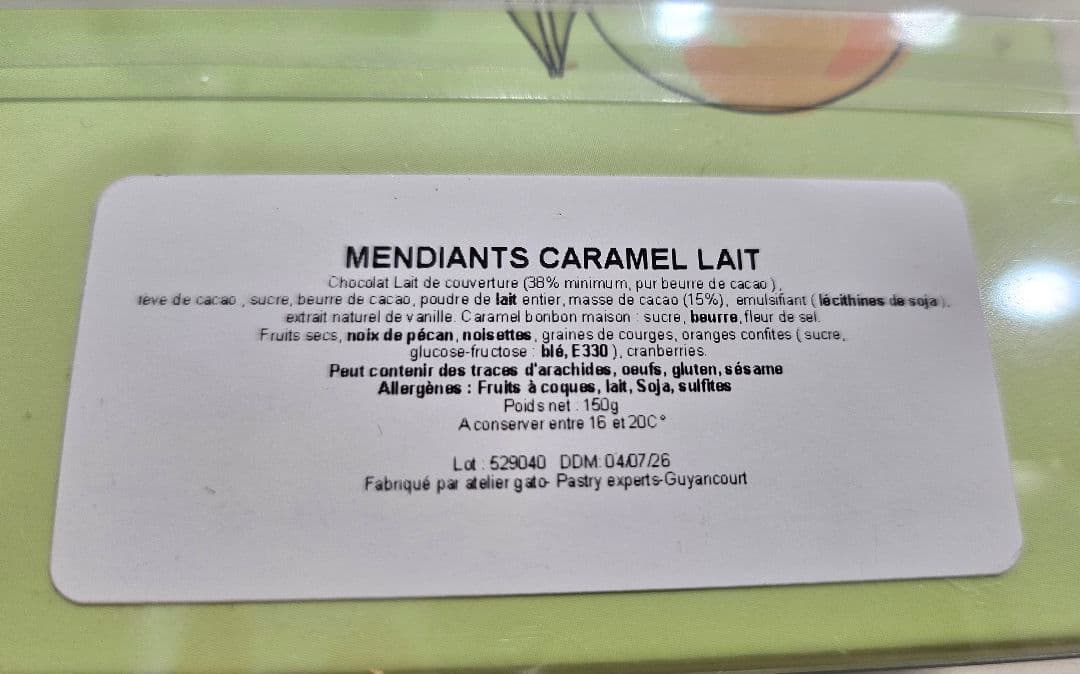 MENDIANTS CARAMEL LAIT
Chocolat Lait de couverture (38% minimum, pur beurre de cacao ),
fève de cacao , sucre, beurre de cacao, poudre de lait entier, masse de cacao (15%), emulsifiant ( lécithines de soja ),
extrait naturel de vanille. Caramel bonbon maison : sucre, beurre, fleur de sel.
Fruits secs, noix de pécan, noisettes, graines de courges, oranges confites ( sucre,
glucose-fructose : blé, E330 ), cranberries.
Peut contenir des traces d'arachides, oeufs, gluten, sésame
Allergènes : Fruits à coques, lait, Soja, sulfites
Poids net : 150g
A conserver entre 16 et 20C°
Lot : 529040 DDM: 04/07/26
Fabriqué par atelier gato- Pastry experts-Guyancourt